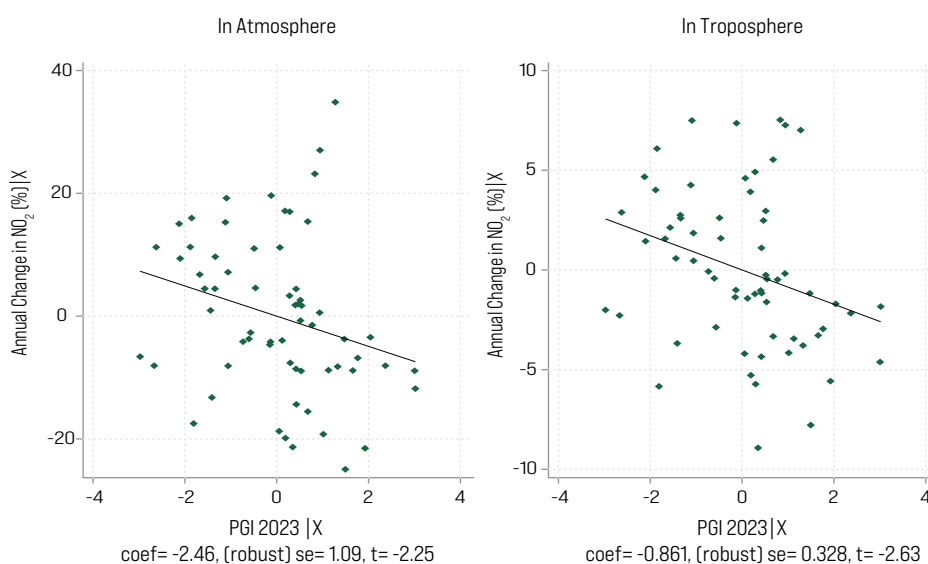 In Atmosphere
Annual Change in NO₂ (%)|X
40
20
0
-20
-4 -2 0 2 4
PGI 2023 |X
coef= -2.46, (robust) se= 1.09, t= -2.25
In Troposphere
Annual Change in NO₂ (%)|X
10
5
0
-5
-10
-4 -2 0 2 4
PGI 2023|X
coef= -0.861, (robust) se= 0.328, t= -2.63